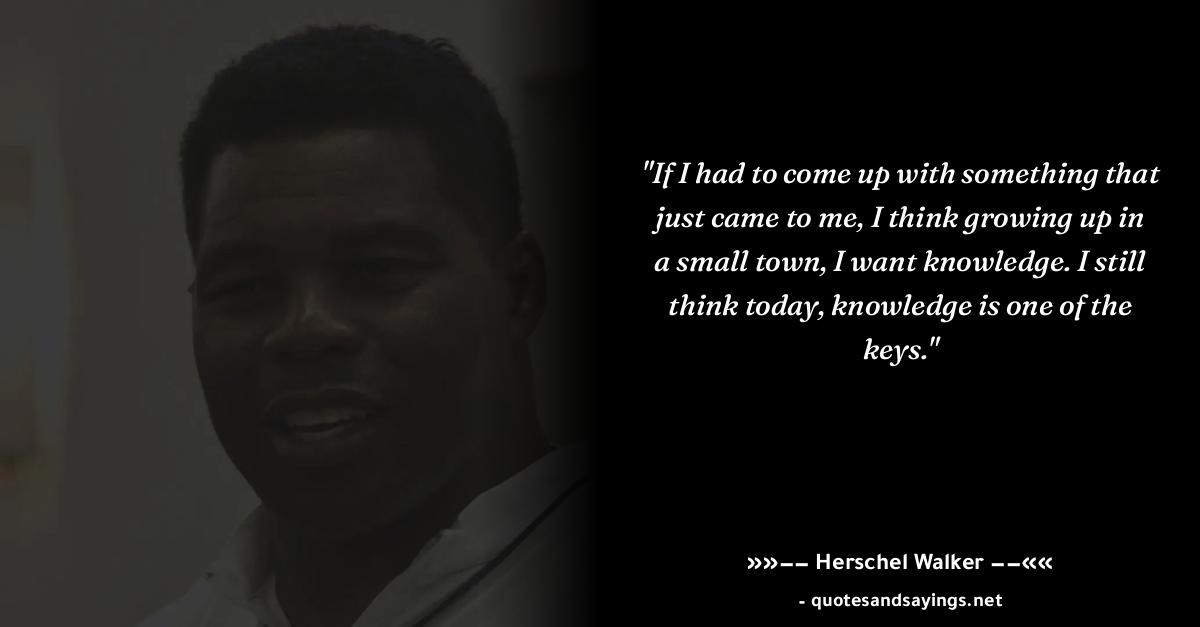 "If I had to come up with something that
just came to me, I think growing up in
a small town, I want knowledge. I still
think today, knowledge is one of the
keys."
»»−− Herschel Walker −−««
- quotesandsayings.net